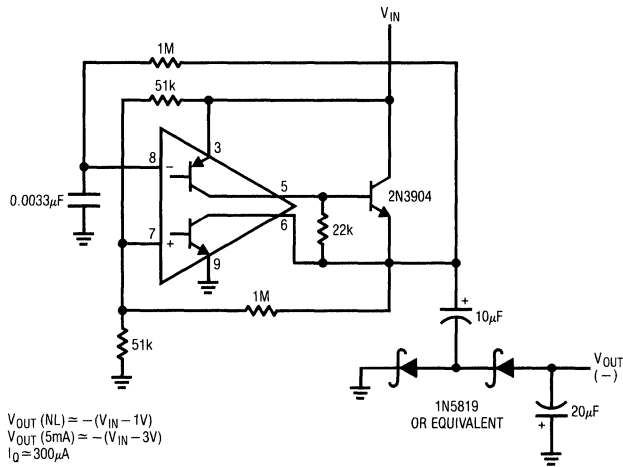 V_IN
1M
51k
3
8
−
5
2N3904
0.0033μF
6
22k
7
+
9
1M
+
10μF
51k
V_OUT
(−)
1N5819
OR EQUIVALENT
20μF
+
V_OUT (NL) ≃ −(V_IN − 1V)
V_OUT (5mA) ≃ −(V_IN − 3V)
I_Q ≃ 300μA